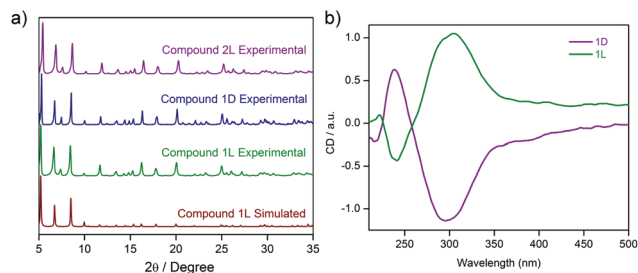 a)
Compound 2L Experimental
Compound 1D Experimental
Compound 1L Experimental
Compound 1L Simulated
5 10 15 20 25 30 35
2θ / Degree
b)
1D
1L
1.0
0.5
0.0
-0.5
-1.0
CD / a.u.
250 300 350 400 450 500
Wavelength (nm)